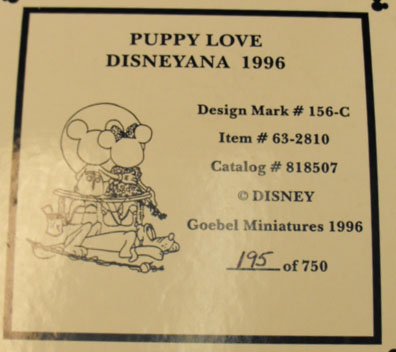 PUPPY LOVE
DISNEYANA 1996
Design Mark # 156-C
Item # 63-2810
Catalog # 818507
© DISNEY
Goebel Miniatures 1996
195 of 750